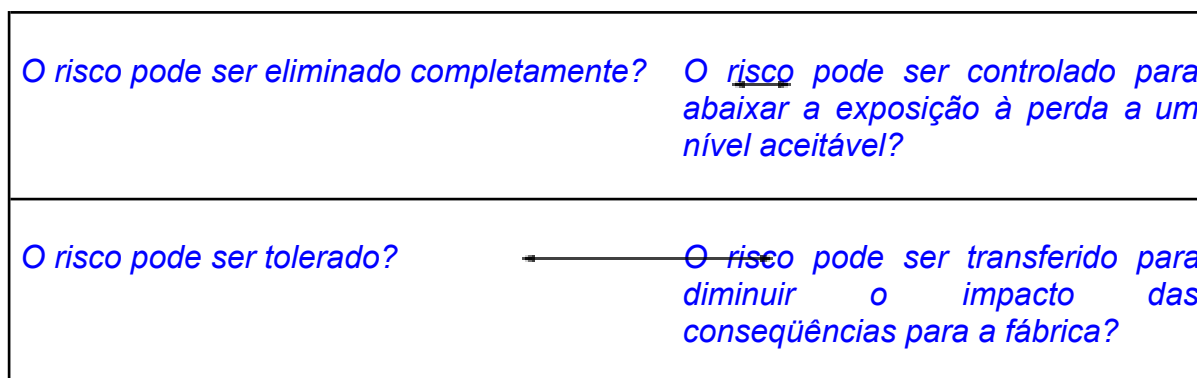 O risco pode ser eliminado completamente?
O risco pode ser controlado para
abaixar a exposição à perda a um
nível aceitável?
O risco pode ser tolerado?
O risco pode ser transferido para
diminuir o impacto das
conseqüências para a fábrica?